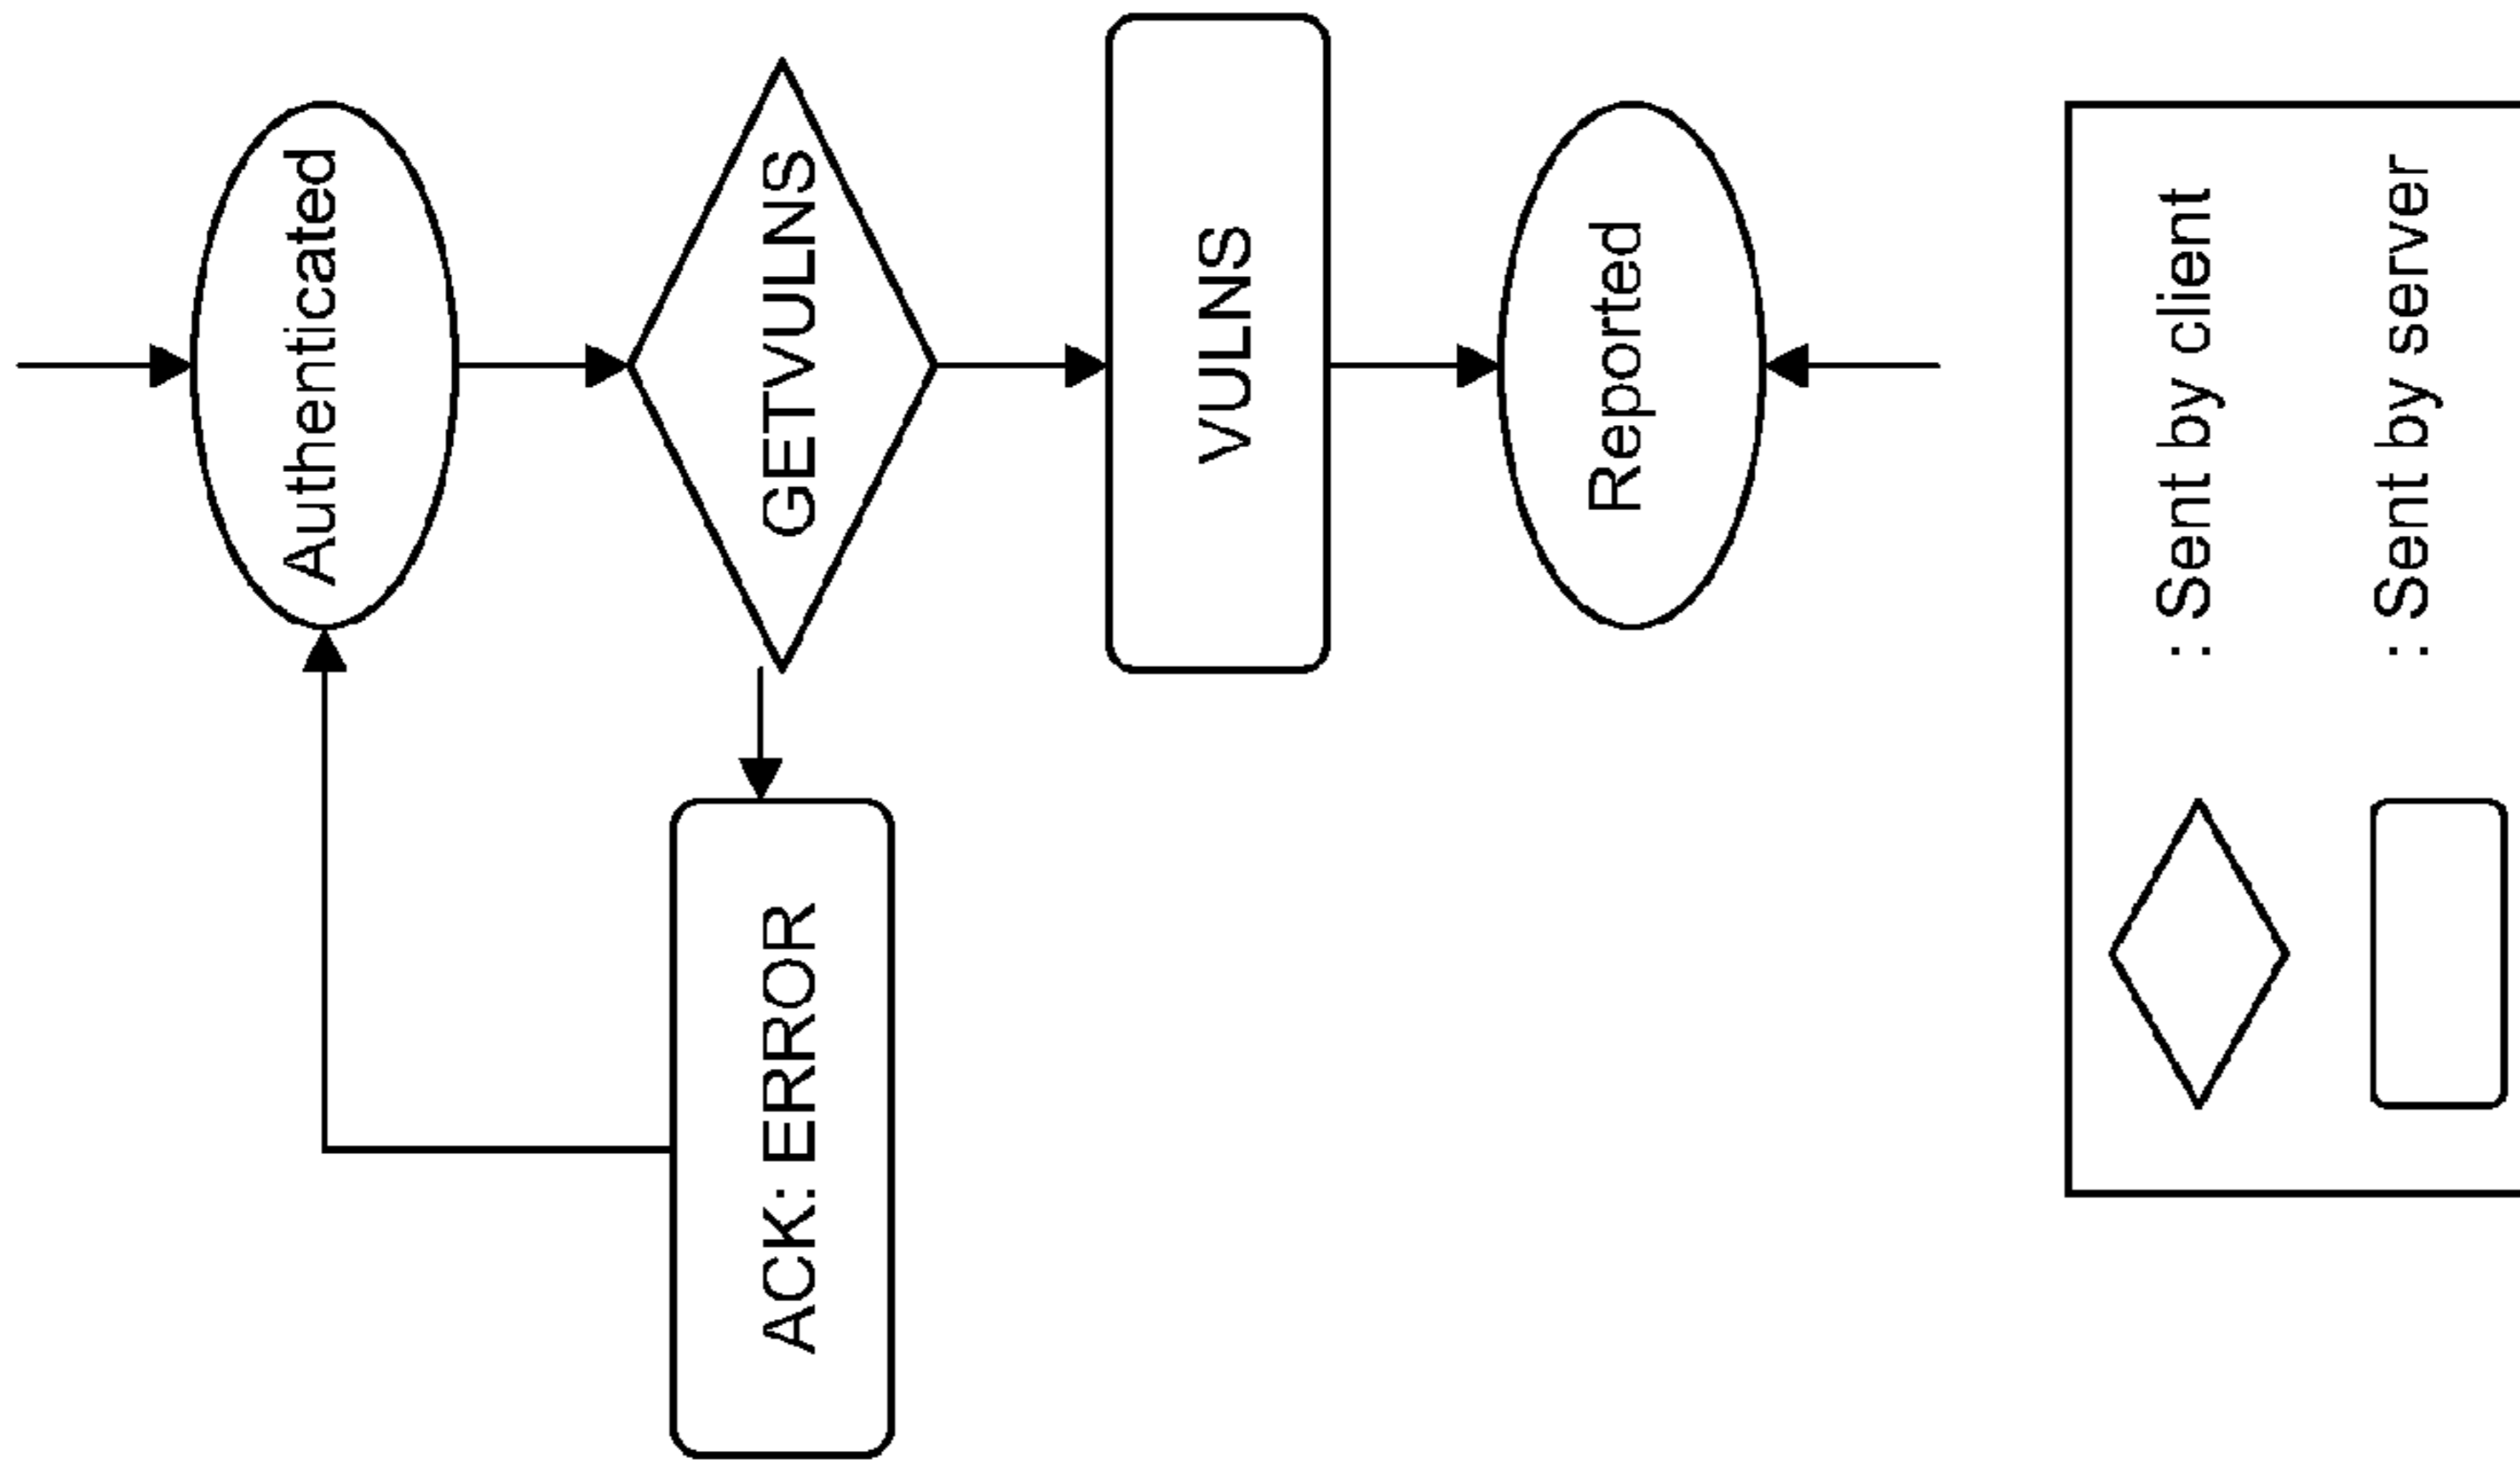 Authenticated
GETVULNS
ACK: ERROR
VULNS
Reported
: Sent by client
: Sent by server